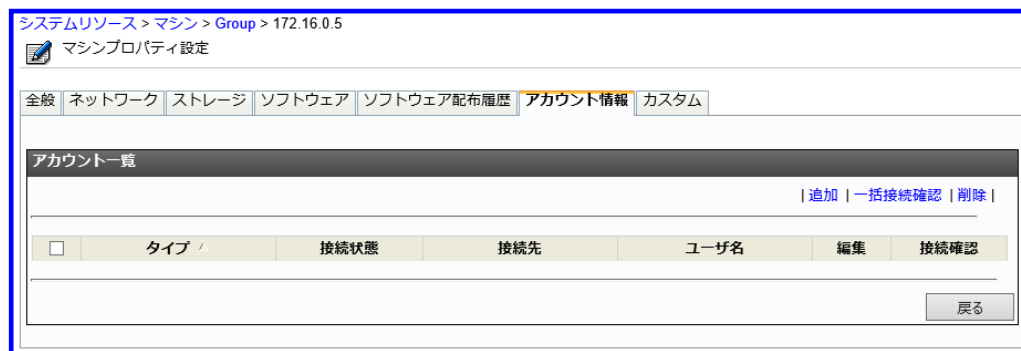 システムリソース > マシン > Group > 172.16.0.5
マシンプロパティ設定
全般 ネットワーク ストレージ ソフトウェア ソフトウェア配布履歴 アカウント情報 カスタム
アカウント一覧
| 追加 | 一括接続確認 | 削除 |
タイプ 接続状態 接続先 ユーザ名 編集 接続確認
戻る